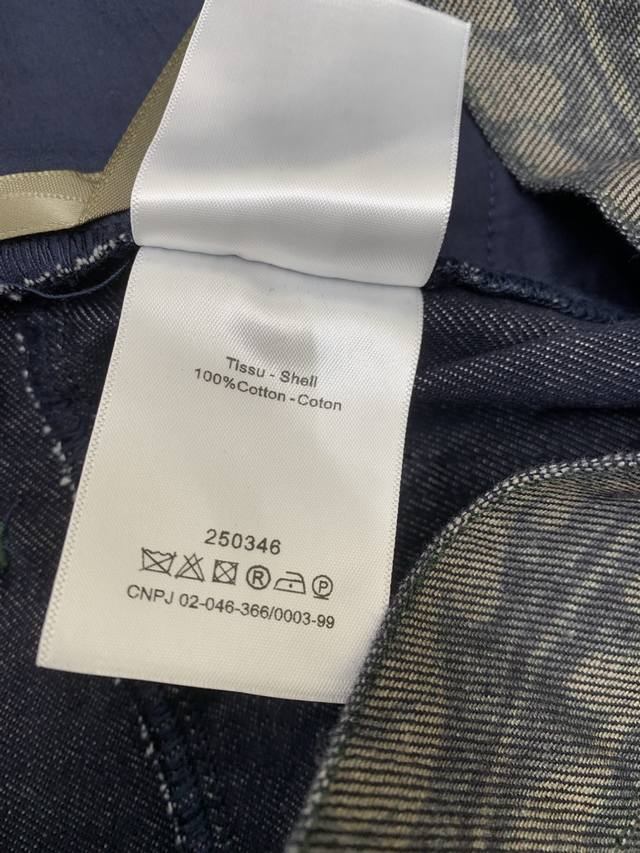 Tissu - Shell
100%Cotton -Coton
250346
R P
CNPJ 02-046-366/0003-99